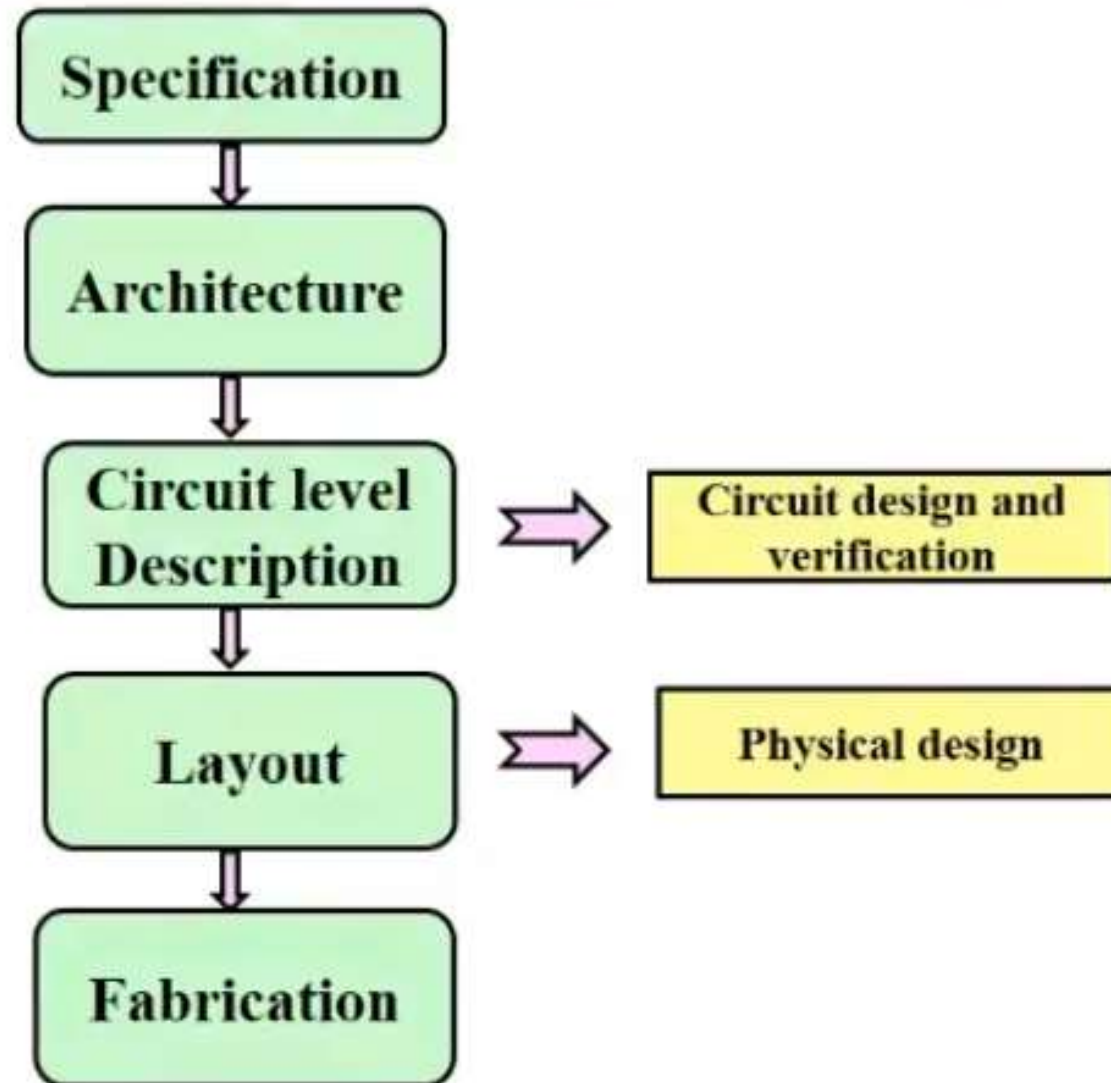 Specification
Architecture
Circuit level
Description
Circuit design and
verification
Layout
Physical design
Fabrication